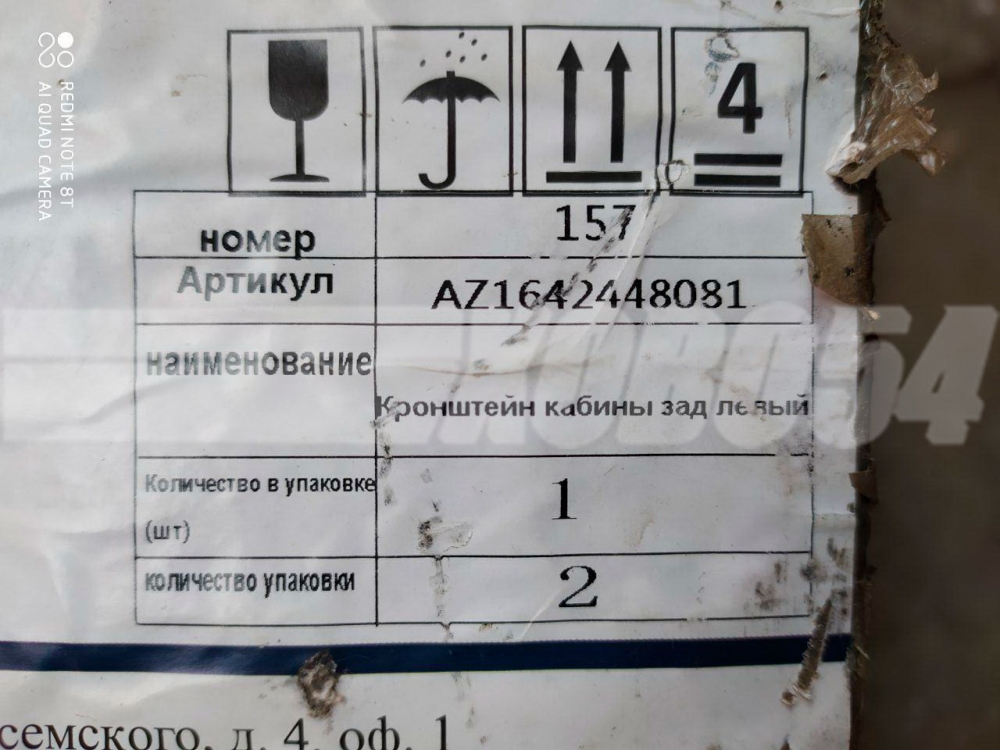 REDMI NOTE 8T
AI QUAD CAMERA
4
номер 157
Артикул AZ1642448081
наименование
Кронштейн кабины зад левый
Количество в упаковке
(шт) 1
количество упаковки 2
семского, д. 4, оф. 1